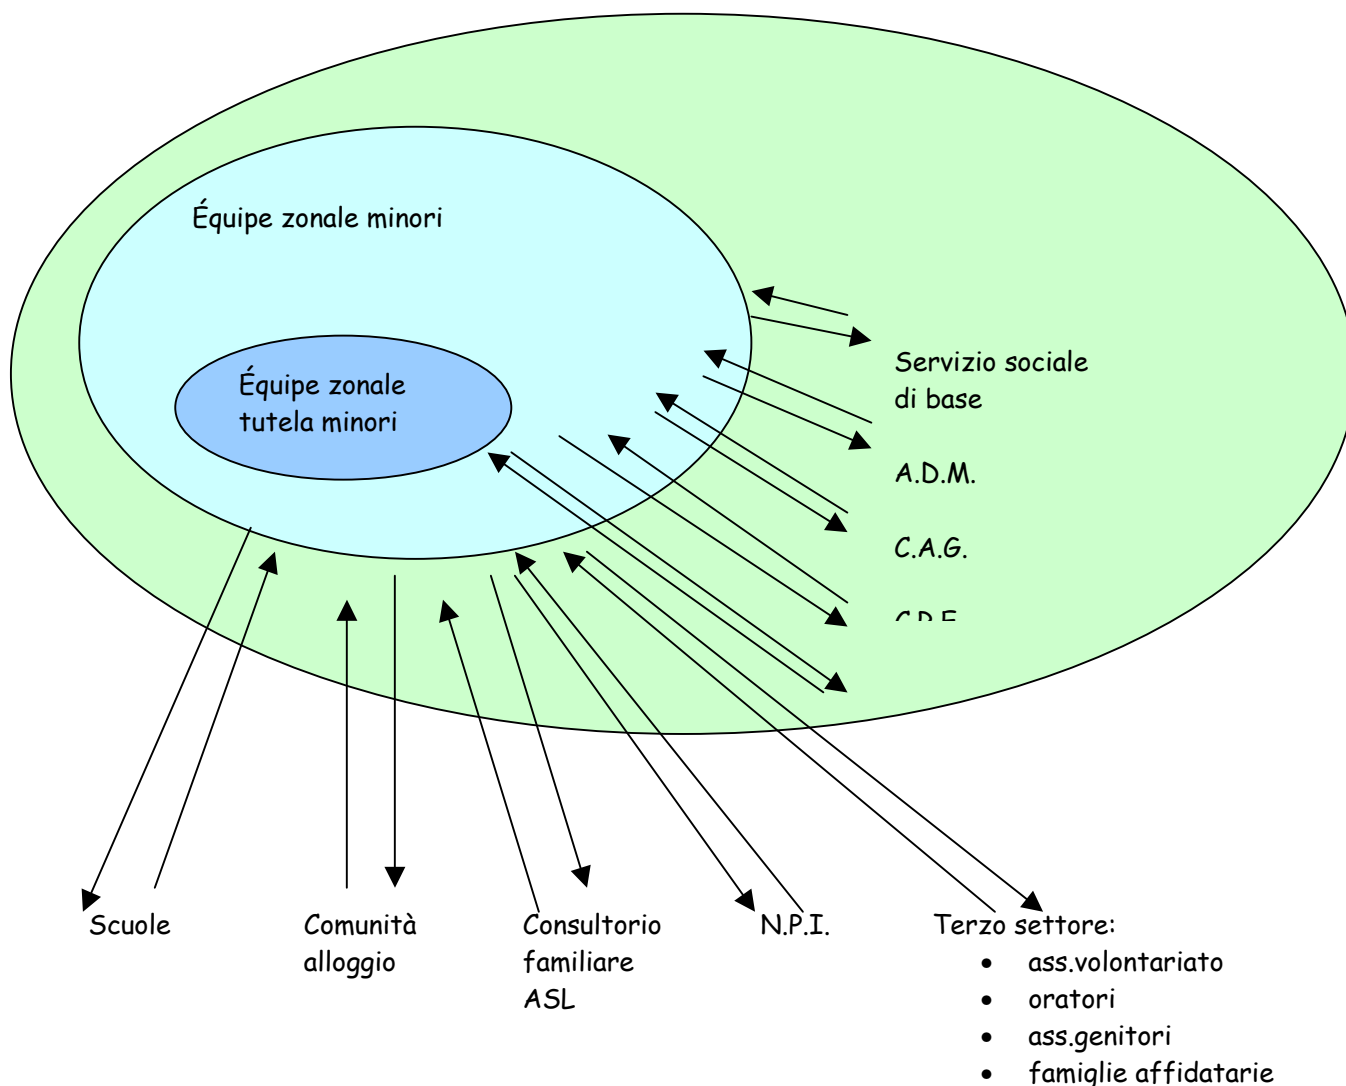 Équipe zonale minori
Équipe zonale
tutela minori
Servizio sociale
di base
A.D.M.
C.A.G.
Scuole
Comunità
alloggio
Consultorio
familiare
ASL
N.P.I.
Terzo settore:
• ass.volontariato
• oratori
• ass.genitori
• famiglie affidatarie